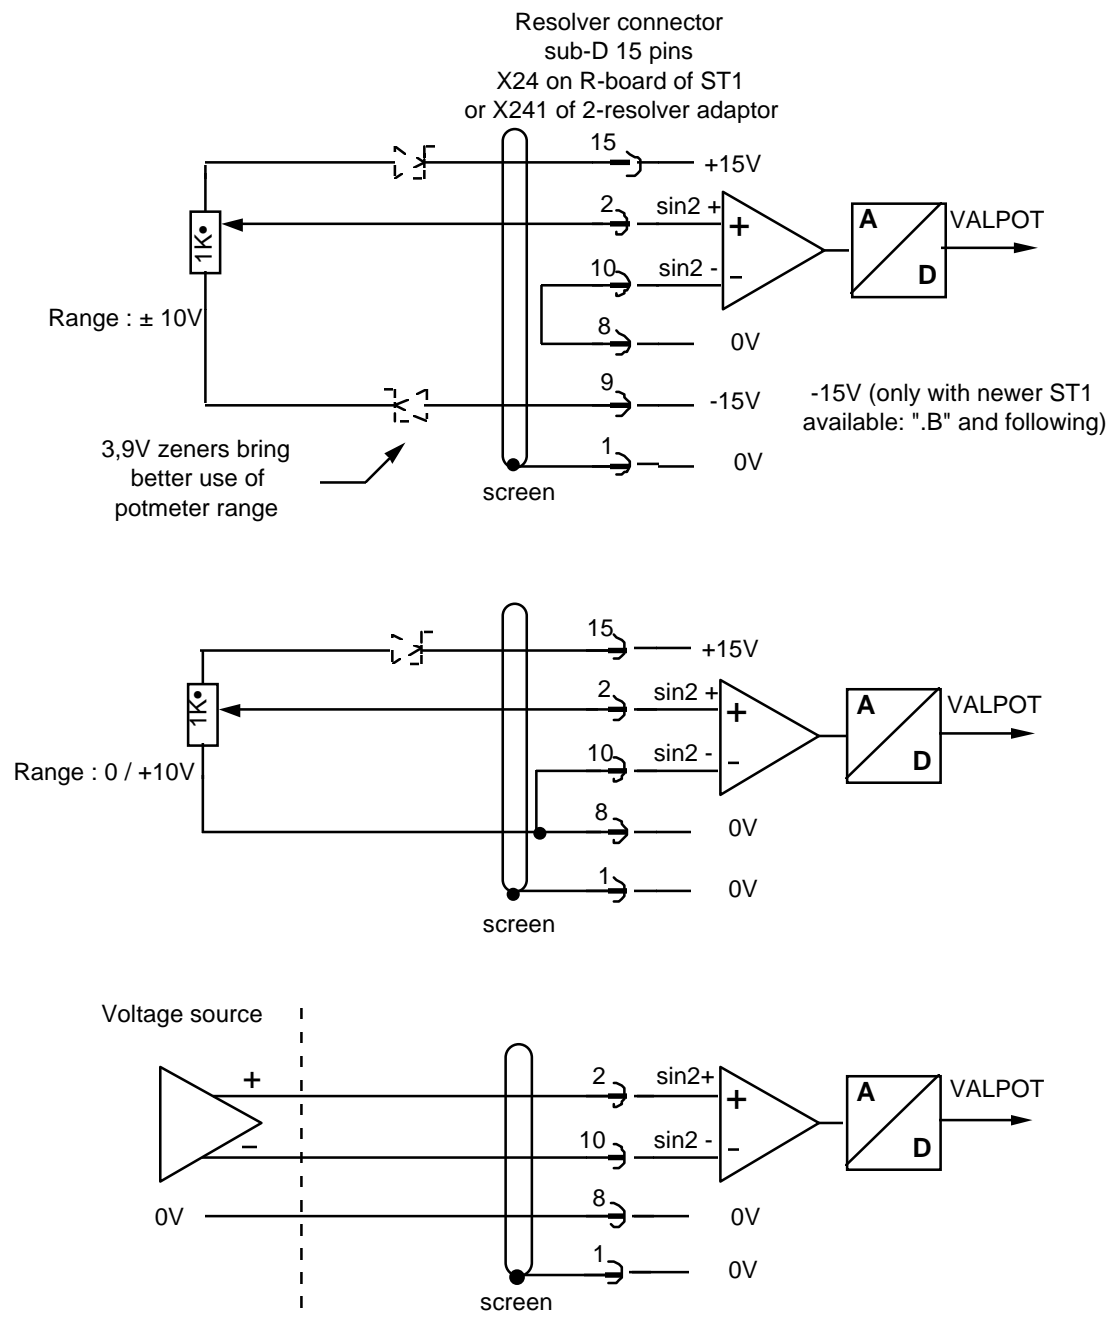 Resolver connector
sub-D 15 pins
X24 on R-board of ST1
or X241 of 2-resolver adaptor
15
+15V
2
sin2 +
+
A
D
VALPOT
1K•
10
sin2 -
–
Range : ± 10V
8
0V
9
-15V
-15V (only with newer ST1
available: ".B" and following)
3,9V zeners bring
better use of
potmeter range
1
0V
screen
15
+15V
2
sin2 +
+
A
D
VALPOT
1K•
10
sin2 -
–
Range : 0 / +10V
8
0V
1
0V
screen
Voltage source
+
2
sin2+
+
A
D
VALPOT
–
10
sin2 -
–
0V
8
0V
1
0V
screen